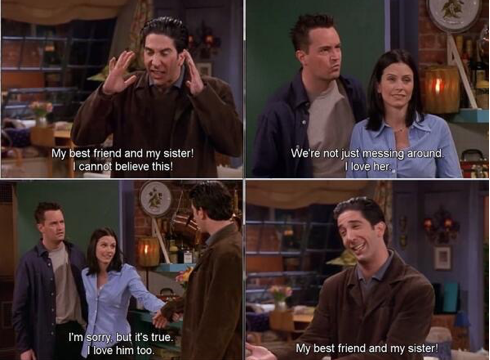 My best friend and my sister!
I cannot believe this!
We're not just messing around.
I love her.
I'm sorry, but it's true.
I love him too.
My best friend and my sister!